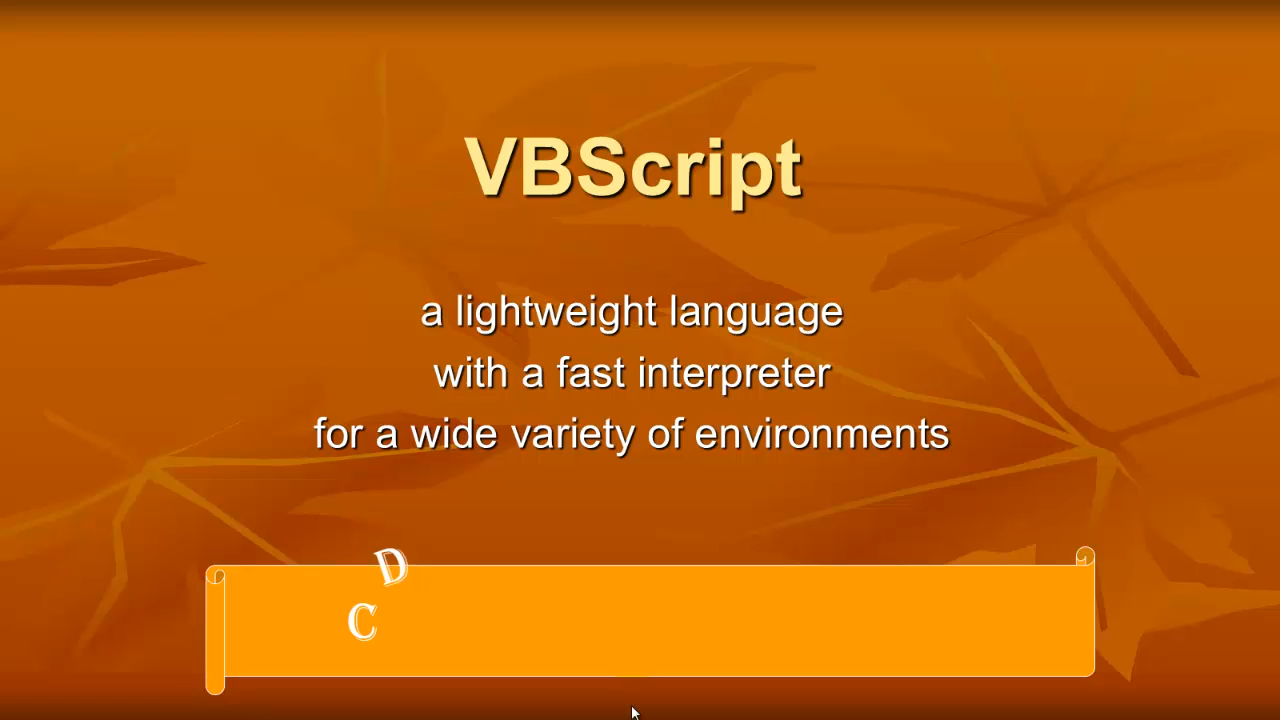 VBScript
a lightweight language
with a fast interpreter
for a wide variety of environments
D
C